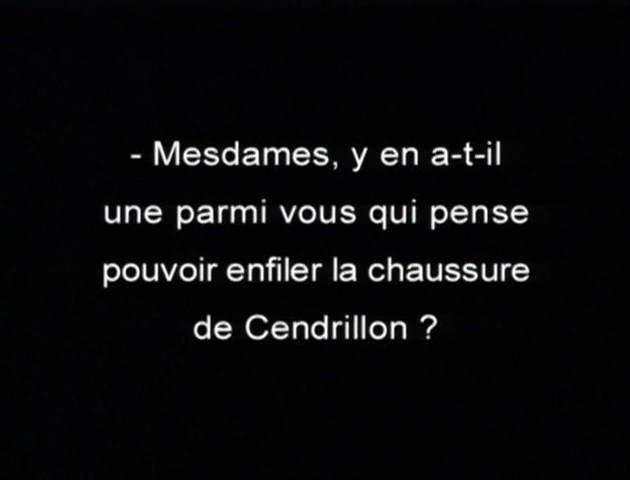 - Mesdames, y en a-t-il
une parmi vous qui pense
pouvoir enfiler la chaussure
de Cendrillon ?